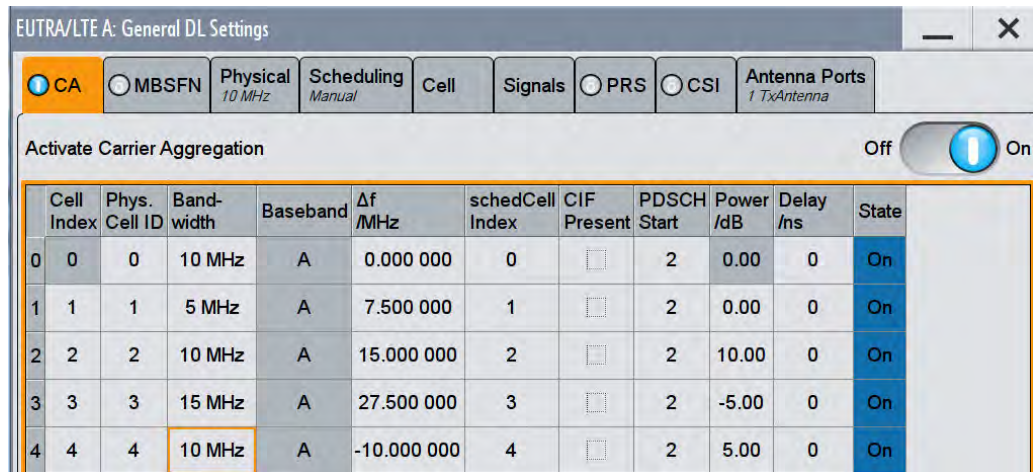 EUTRA/LTE A: General DL Settings
CA MBSFN Physical 10 MHz Scheduling Manual Cell Signals PRS CSI Antenna Ports 1 TxAntenna
Activate Carrier Aggregation Off On
Cell Index Phys. Cell ID Band-width Baseband Δf /MHz schedCell Index CIF Present PDSCH Start Power /dB Delay /ns State
0 0 0 10 MHz A 0.000 000 0 2 0.00 0 On
1 1 1 5 MHz A 7.500 000 1 2 0.00 0 On
2 2 2 10 MHz A 15.000 000 2 2 10.00 0 On
3 3 3 15 MHz A 27.500 000 3 2 -5.00 0 On
4 4 4 10 MHz A -10.000 000 4 2 5.00 0 On